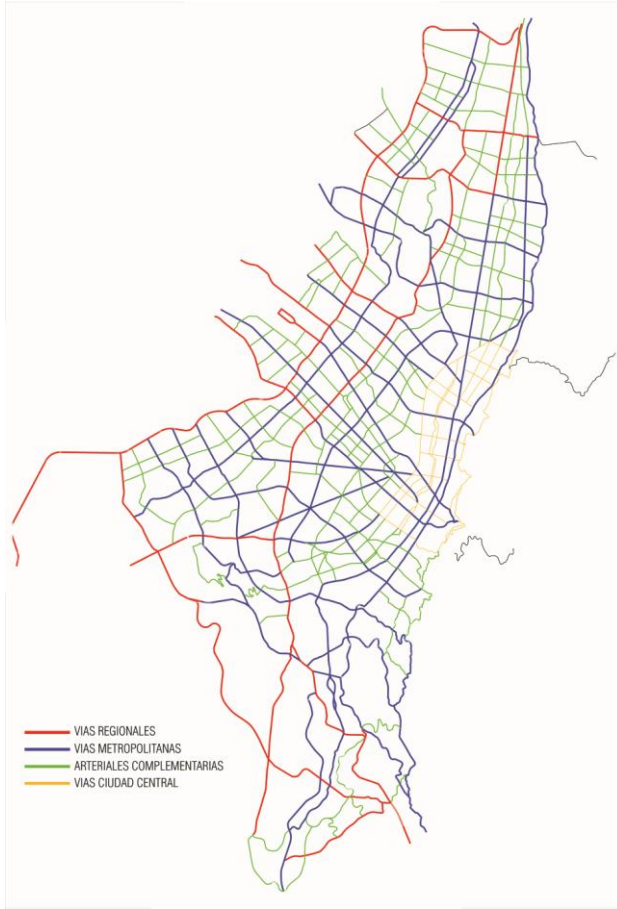 VIAS REGIONALES
VIAS METROPOLITANAS
ARTERIALES COMPLEMENTARIAS
VIAS CIUDAD CENTRAL